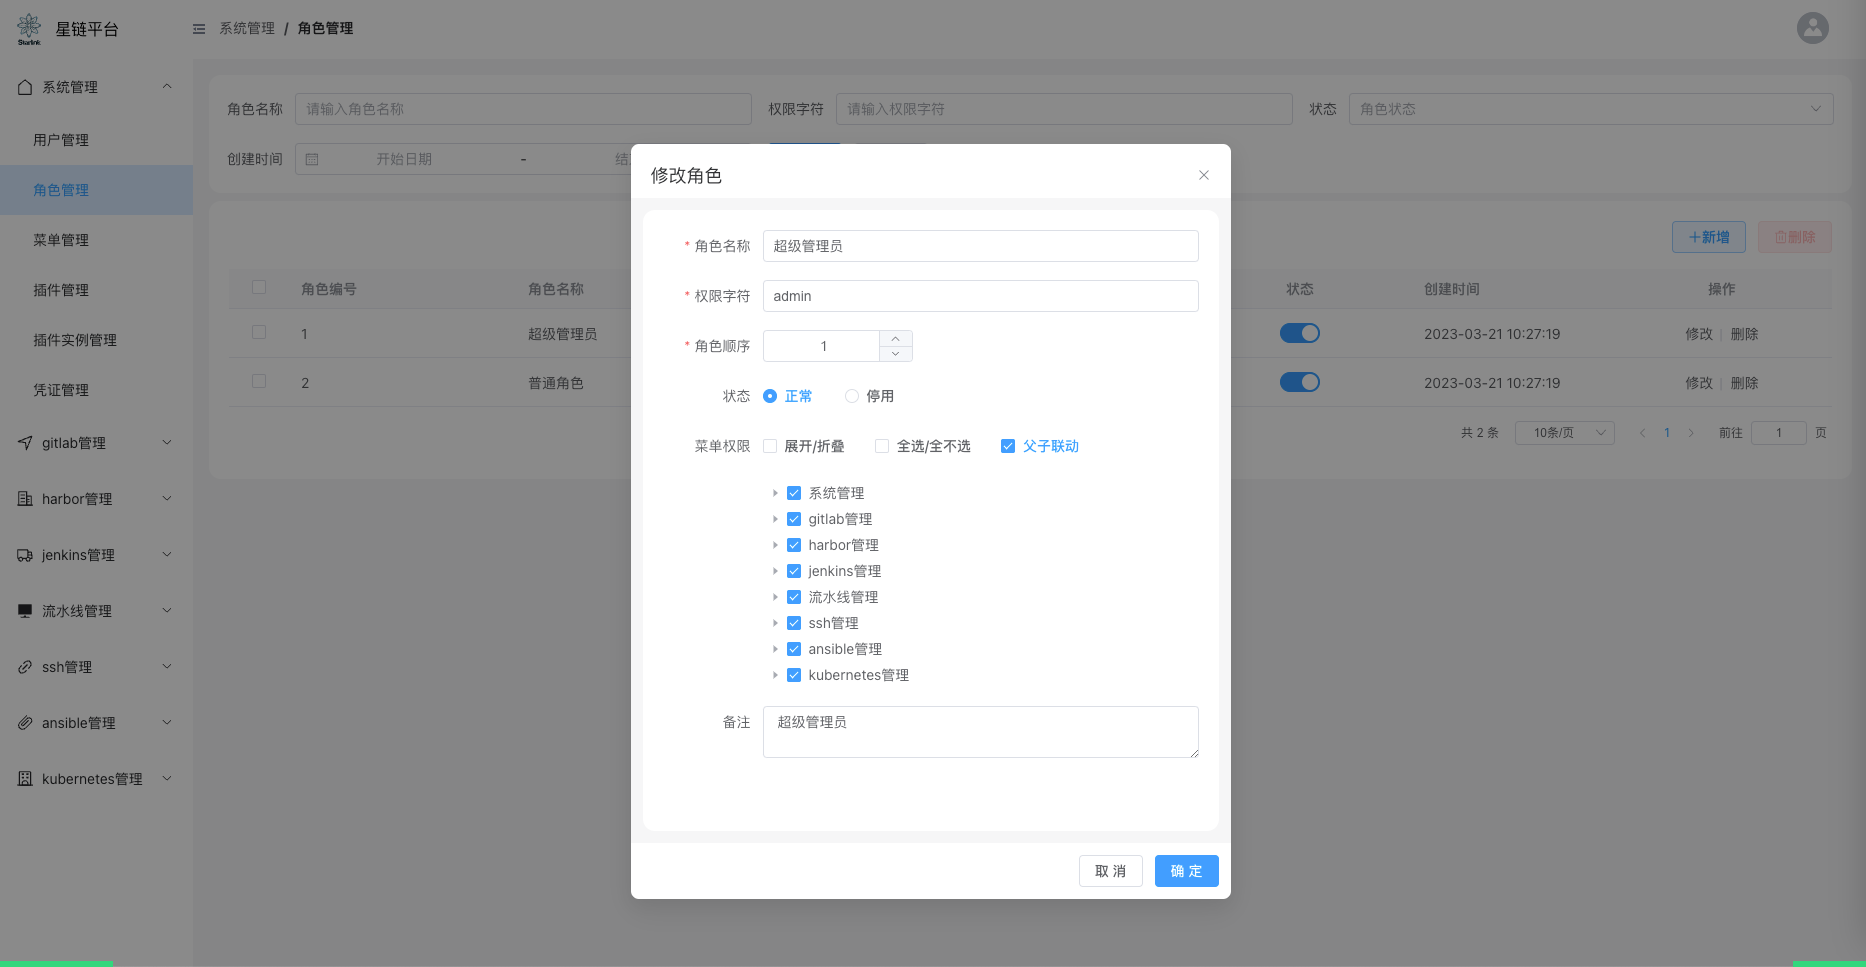 Starlink
星链平台
系统管理 / 角色管理
系统管理
用户管理
角色管理
菜单管理
插件管理
插件实例管理
凭证管理
gitlab管理
harbor管理
jenkins管理
流水线管理
ssh管理
ansible管理
kubernetes管理
角色名称 请输入角色名称 权限字符 请输入权限字符 状态 角色状态
创建时间 开始日期 - 结
新增 删除
角色编号 角色名称 状态 创建时间 操作
1 超级管理员 2023-03-21 10:27:19 修改 删除
2 普通角色 2023-03-21 10:27:19 修改 删除
共 2 条 10条/页 1 前往 1 页
修改角色
* 角色名称 超级管理员
* 权限字符 admin
* 角色顺序 1
状态 正常 停用
菜单权限 展开/折叠 全选/全不选 父子联动
系统管理
gitlab管理
harbor管理
jenkins管理
流水线管理
ssh管理
ansible管理
kubernetes管理
备注 超级管理员
取 消 确 定